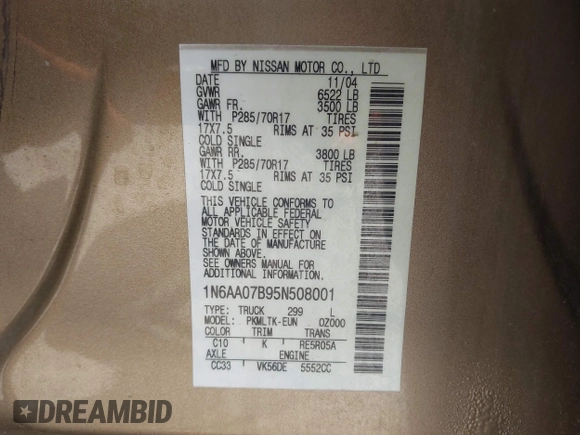 MFD BY NISSAN MOTOR CO., LTD
DATE 11/04
GVWR 6522 LB
GAWR FR. 3500 LB
WITH P285/70R17 TIRES
17X7.5 RIMS AT 35 PSI
COLD SINGLE
GAWR RR. 3800 LB
WITH P285/70R17 TIRES
17X7.5 RIMS AT 35 PSI
COLD SINGLE
THIS VEHICLE CONFORMS TO
ALL APPLICABLE FEDERAL
MOTOR VEHICLE SAFETY
STANDARDS IN EFFECT ON
THE DATE OF MANUFACTURE
SHOWN ABOVE.
SEE OWNERS MANUAL FOR
ADDITIONAL INFORMATION.
1N6AA07B95N508001
TYPE: TRUCK 299 L
MODEL: PKMLTK-EUN 0Z000
COLOR TRIM TRANS
C10 K RE5R05A
AXLE ENGINE
CC33 VK56DE 5552CC
DREAMBID